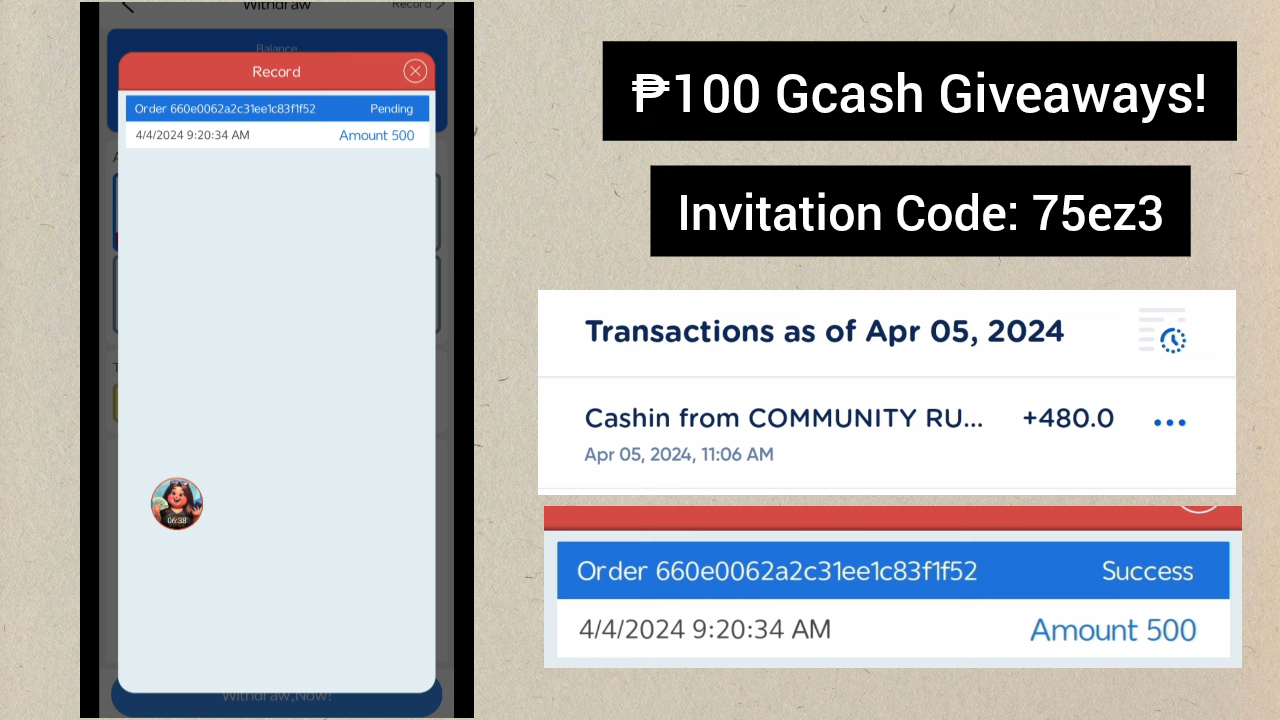 Withdraw
Record
Balance
Record
Order 660e0062a2c31ee1c83f1f52 Pending
4/4/2024 9:20:34 AM Amount 500
06:38
Withdraw,Now!
₱100 Gcash Giveaways!
Invitation Code: 75ez3
Transactions as of Apr 05, 2024
Cashin from COMMUNITY RU... +480.0
Apr 05, 2024, 11:06 AM
Order 660e0062a2c31ee1c83f1f52 Success
4/4/2024 9:20:34 AM Amount 500